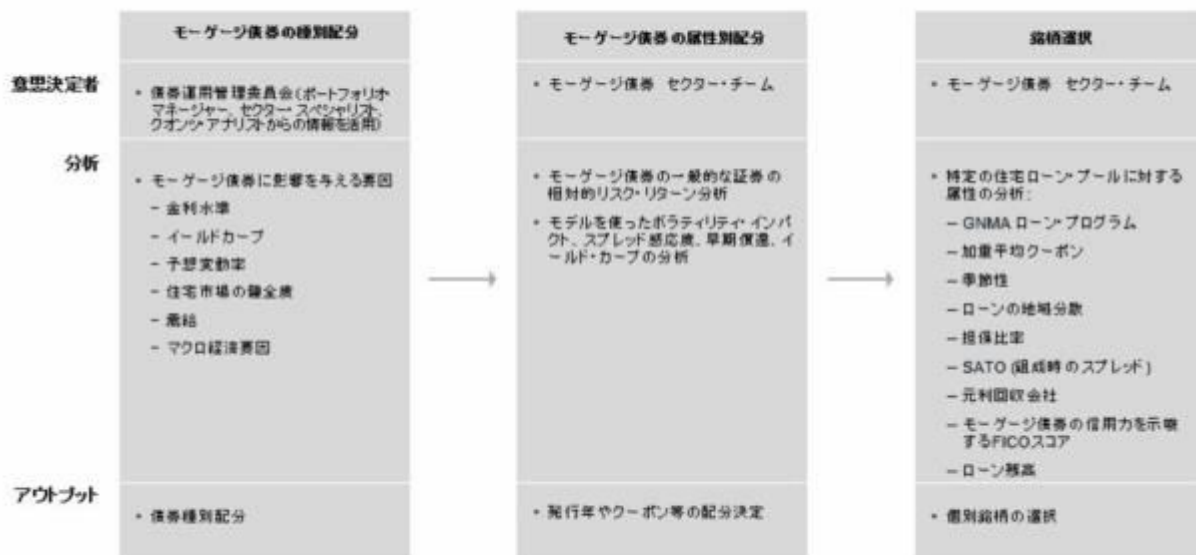 モーゲージ債券の種別配分
モーゲージ債券の属性別配分
銘柄選択
意思決定者
• 債券運用管理委員会(ポートフォリオ・
マネージャー、セクター・スペシャリスト、
クオンツ・アナリストからの情報を活用)
• モーゲージ債券 セクター・チーム
• モーゲージ債券 セクター・チーム
分析
• モーゲージ債券に影響を与える要因
– 金利水準
– イールドカーブ
– 予想変動率
– 住宅市場の健全度
– 需給
– マクロ経済要因
• モーゲージ債券の一般的な証券の
相対的リスク・リターン分析
• モデルを使ったボラティリティ・インパ
クト、スプレッド感応度、早期償還、イ
ールド・カーブの分析
• 特定の住宅ローン・プールに対する
属性の分析:
– GNMA ローン・プログラム
– 加重平均クーポン
– 季節性
– ローンの地域分散
– 担保比率
– SATO (組成時のスプレッド)
– 元利回収会社
– モーゲージ債券の信用力を示唆
するFICOスコア
– ローン残高
アウトプット
• 債券種別配分
• 発行年やクーポン等の配分決定
• 個別銘柄の選択